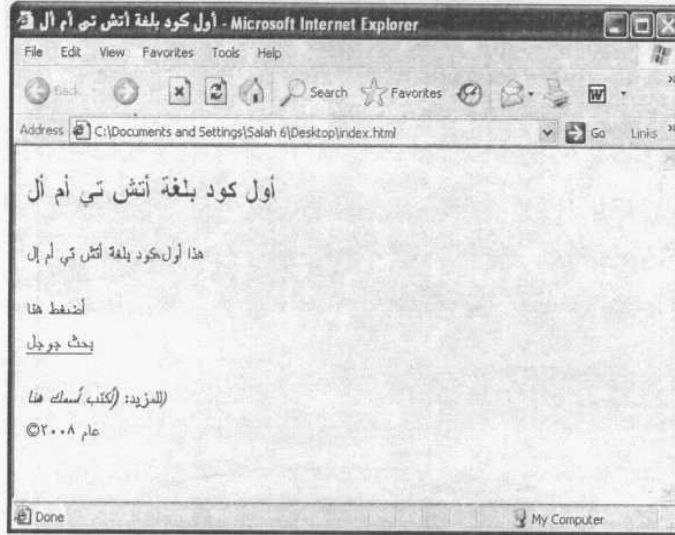 أول كود بلغة أتش تي أم أل - Microsoft Internet Explorer
File Edit View Favorites Tools Help
Back Search Favorites
Address C:\Documents and Settings\Salah 6\Desktop\index.html Go Links
أول كود بلغة أتش تي أم أل
هذا أول كود بلغة أتش تي أم إل
أضغط هنا
بحث جوجل
(للمزيد: (أكتب أسمك هنا
عام ٢٠٠٨©
Done My Computer